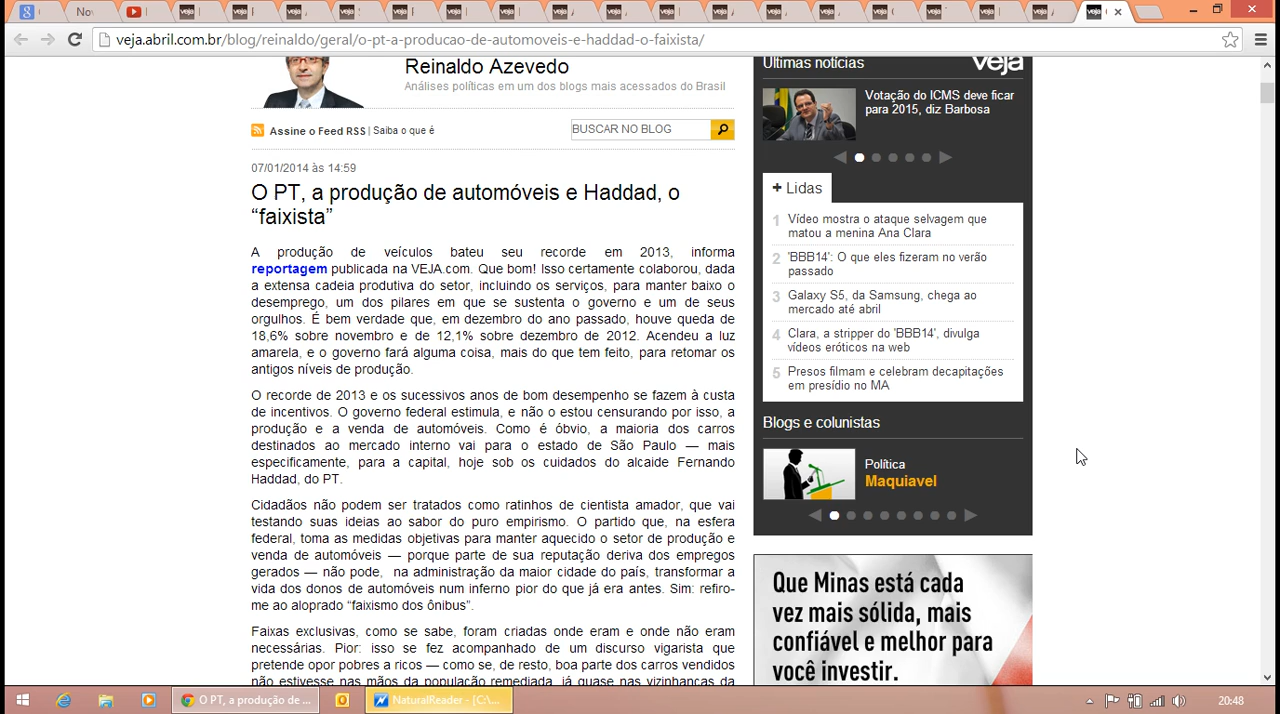 Nov
veja.abril.com.br/blog/reinaldo/geral/o-pt-a-producao-de-automoveis-e-haddad-o-faixista/
Reinaldo Azevedo
Análises políticas em um dos blogs mais acessados do Brasil
Assine o Feed RSS | Saiba o que é
BUSCAR NO BLOG
07/01/2014 às 14:59
O PT, a produção de automóveis e Haddad, o
“faixista”
A produção de veículos bateu seu recorde em 2013, informa
reportagem publicada na VEJA.com. Que bom! Isso certamente colaborou, dada
a extensa cadeia produtiva do setor, incluindo os serviços, para manter baixo o
desemprego, um dos pilares em que se sustenta o governo e um de seus
orgulhos. É bem verdade que, em dezembro do ano passado, houve queda de
18,6% sobre novembro e de 12,1% sobre dezembro de 2012. Acendeu a luz
amarela, e o governo fará alguma coisa, mais do que tem feito, para retomar os
antigos níveis de produção.
O recorde de 2013 e os sucessivos anos de bom desempenho se fazem à custa
de incentivos. O governo federal estimula, e não o estou censurando por isso, a
produção e a venda de automóveis. Como é óbvio, a maioria dos carros
destinados ao mercado interno vai para o estado de São Paulo — mais
especificamente, para a capital, hoje sob os cuidados do alcaide Fernando
Haddad, do PT.
Cidadãos não podem ser tratados como ratinhos de cientista amador, que vai
testando suas ideias ao sabor do puro empirismo. O partido que, na esfera
federal, toma as medidas objetivas para manter aquecido o setor de produção e
venda de automóveis — porque parte de sua reputação deriva dos empregos
gerados — não pode, na administração da maior cidade do país, transformar a
vida dos donos de automóveis num inferno pior do que já era antes. Sim: refiro-
me ao aloprado “faixismo dos ônibus”.
Faixas exclusivas, como se sabe, foram criadas onde eram e onde não eram
necessárias. Pior: isso se fez acompanhado de um discurso vigarista que
pretende opor pobres a ricos — como se, de resto, boa parte dos carros vendidos
não estivesse nas mãos da população remediada, já quase nas vizinhanças da
Últimas notícias
veja
Votação do ICMS deve ficar
para 2015, diz Barbosa
+ Lidas
1 Vídeo mostra o ataque selvagem que
matou a menina Ana Clara
2 'BBB14': O que eles fizeram no verão
passado
3 Galaxy S5, da Samsung, chega ao
mercado até abril
4 Clara, a stripper do 'BBB14', divulga
vídeos eróticos na web
5 Presos filmam e celebram decapitações
em presídio no MA
Blogs e colunistas
Política
Maquiavel
Que Minas está cada
vez mais sólida, mais
confiável e melhor para
você investir.
O PT, a produção de ...
NaturalReader - [C:\...
20:48